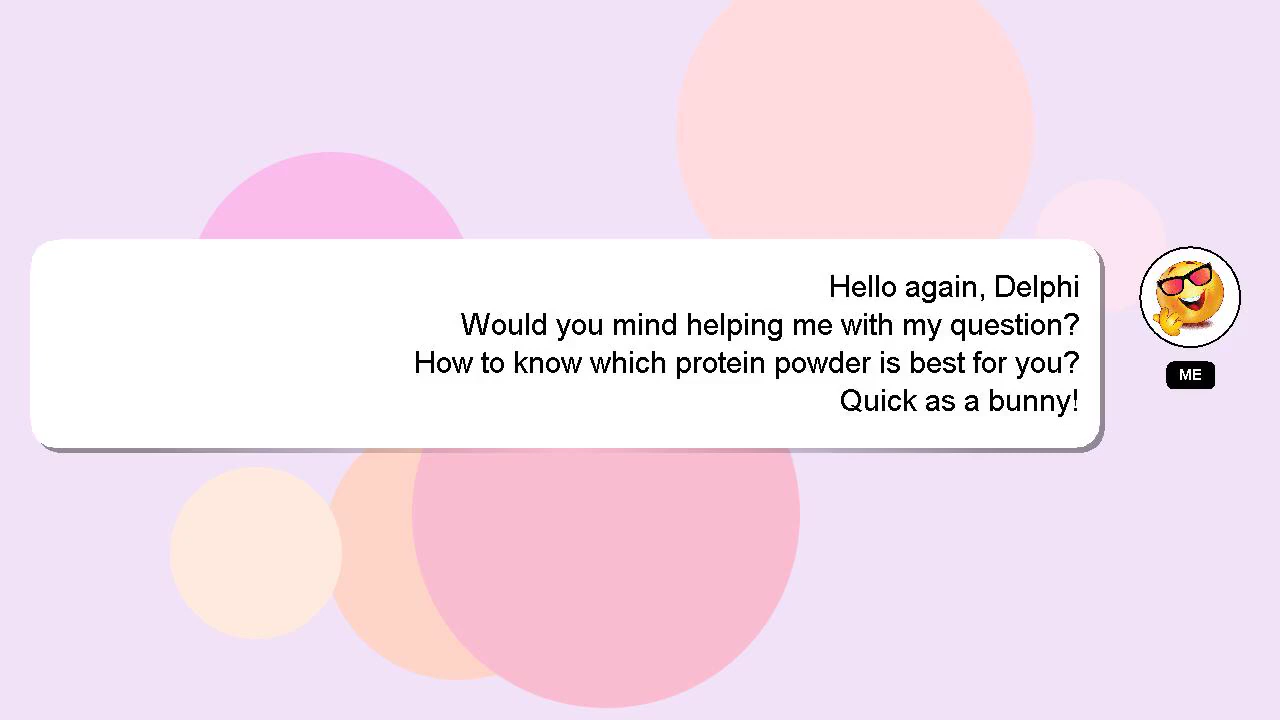 Hello again, Delphi
Would you mind helping me with my question?
How to know which protein powder is best for you?
Quick as a bunny!
ME